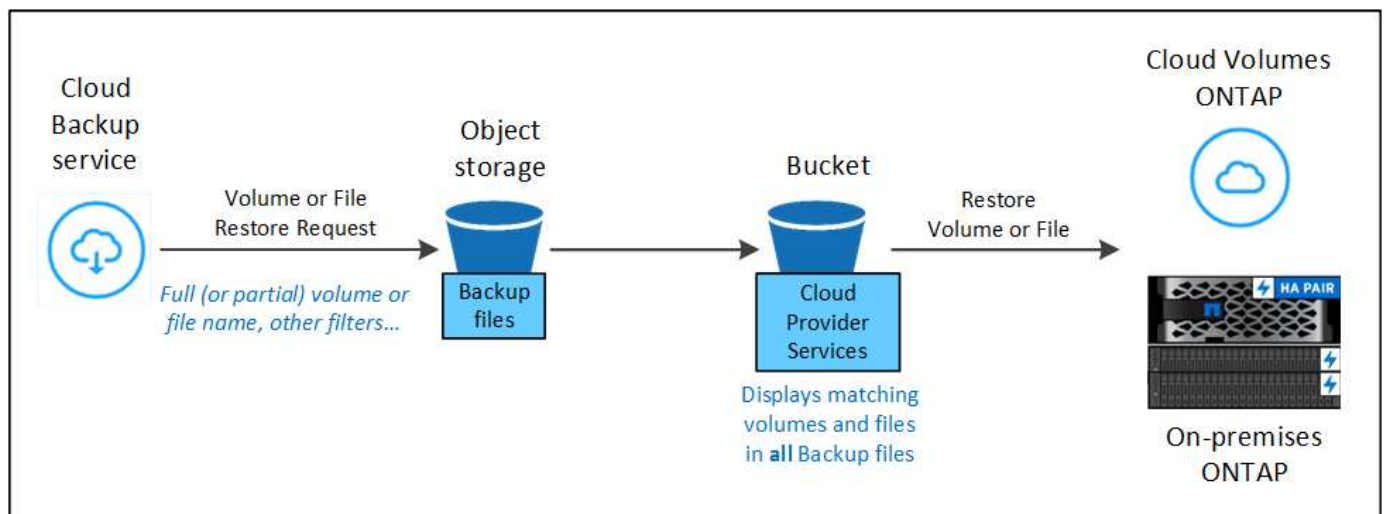 Cloud
Backup
service
Volume or File
Restore Request
Full (or partial) volume or
file name, other filters...
Object
storage
Backup
files
Bucket
Cloud
Provider
Services
Displays matching
volumes and files
in all Backup files
Restore
Volume or File
Cloud Volumes
ONTAP
HA PAIR
On-premises
ONTAP